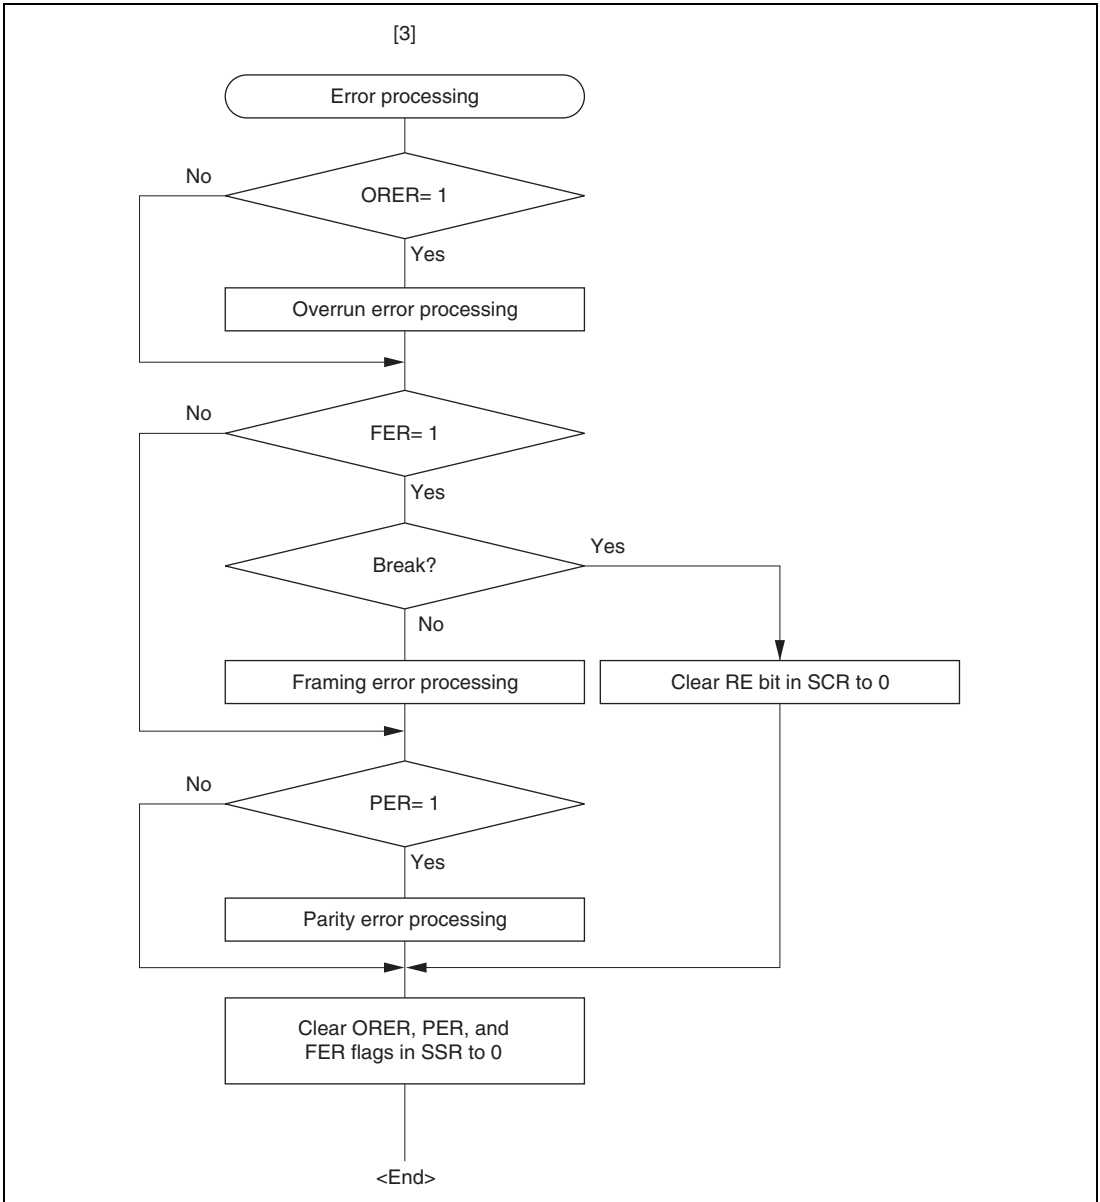 [3]
Error processing
No
ORER= 1
Yes
Overrun error processing
No
FER= 1
Yes
Break?
Yes
No
Framing error processing
Clear RE bit in SCR to 0
No
PER= 1
Yes
Parity error processing
Clear ORER, PER, and
FER flags in SSR to 0
<End>